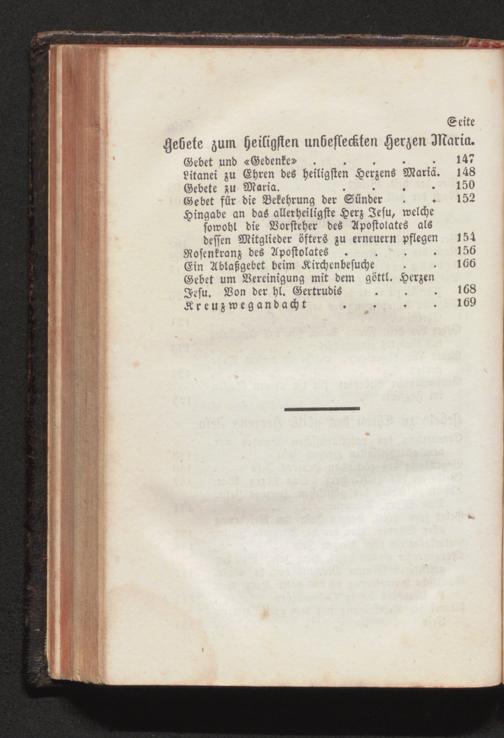 Seite
Gebete zum heiligsten unbefleckten Herzen Maria.
Gebet und «Gedenke» . . . . . 147
Litanei zu Ehren des heiligsten Herzens Mariä. 148
Gebete zu Maria. . . . . 150
Gebet für die Bekehrung der Sünder . . 152
Hingabe an das allerheiligste Herz Jesu, welche
sowohl die Vorsteher des Apostolates als
dessen Mitglieder öfters zu erneuern pflegen 154
Rosenkranz des Apostolates . . . . 156
Ein Ablaßgebet beim Kirchenbesuche . . 166
Gebet um Vereinigung mit dem göttl. Herzen
Jesu. Von der hl. Gertrudis . . . 168
Kreuzwegandacht . . . . 169